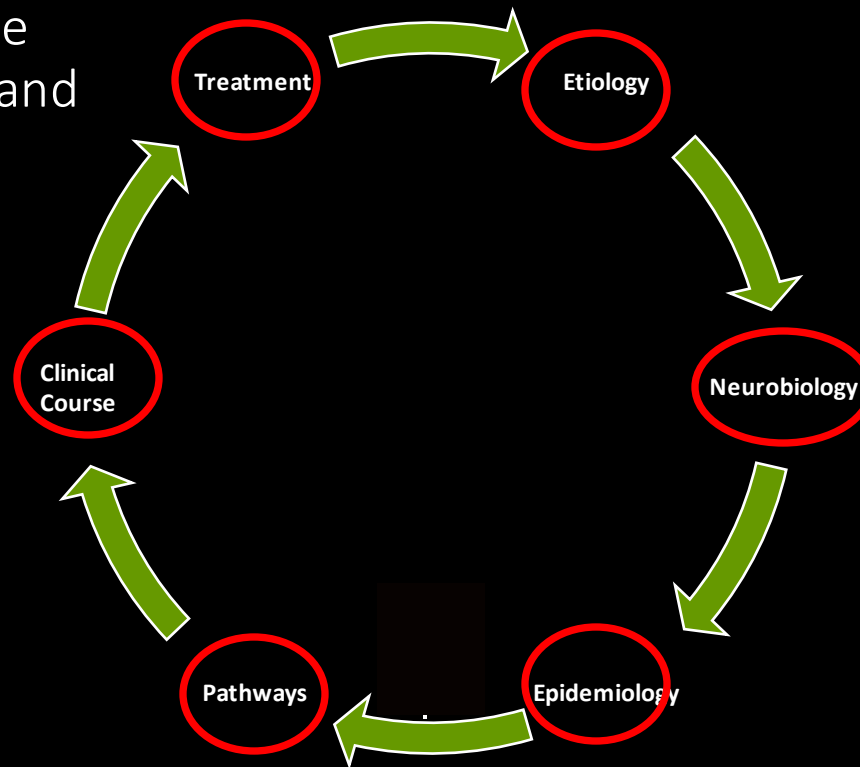 e
and
Treatment
Etiology
Clinical
Course
Neurobiology
Pathways
Epidemiology